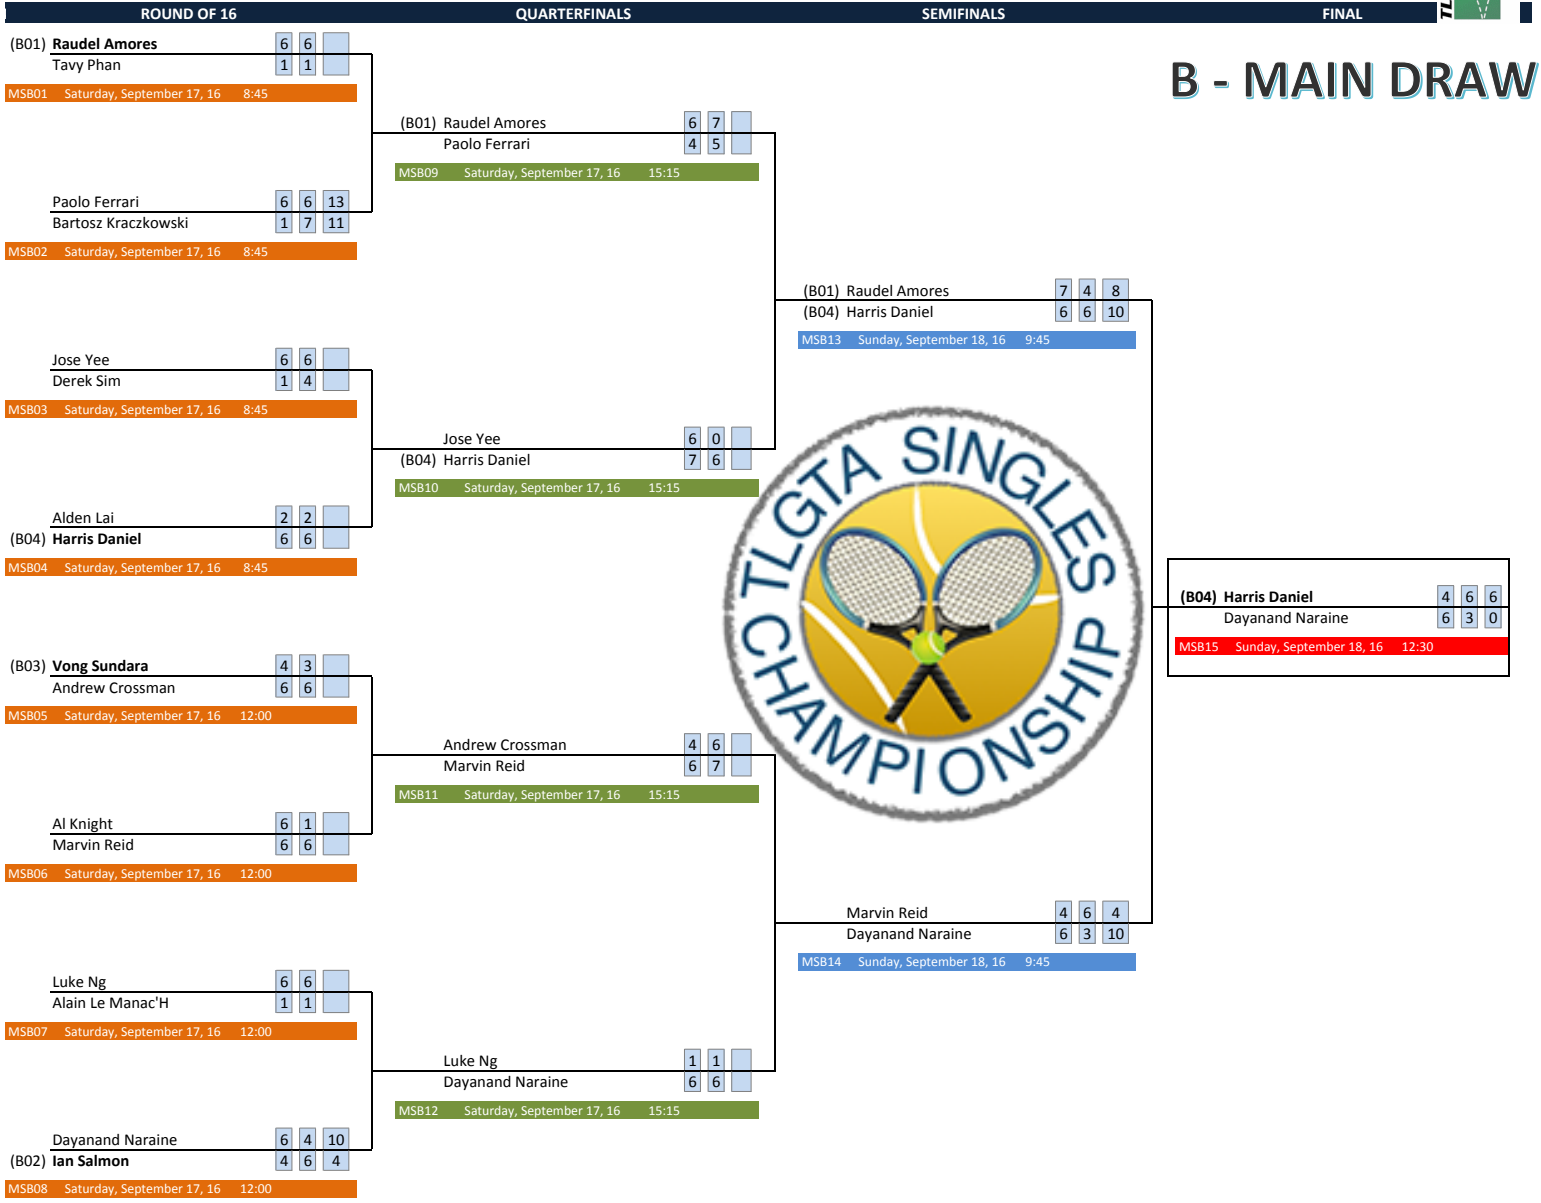 ROUND OF 16 QUARTERFINALS SEMIFINALS FINAL
TL
B - MAIN DRAW
(B01) Raudel Amores 6 6
Tavy Phan 1 1
MSB01 Saturday, September 17, 16 8:45
Paolo Ferrari 6 6 13
Bartosz Kraczkowski 1 7 11
MSB02 Saturday, September 17, 16 8:45
Jose Yee 6 6
Derek Sim 1 4
MSB03 Saturday, September 17, 16 8:45
Alden Lai 2 2
(B04) Harris Daniel 6 6
MSB04 Saturday, September 17, 16 8:45
(B03) Vong Sundara 4 3
Andrew Crossman 6 6
MSB05 Saturday, September 17, 16 12:00
Al Knight 6 1
Marvin Reid 6 6
MSB06 Saturday, September 17, 16 12:00
Luke Ng 6 6
Alain Le Manac'H 1 1
MSB07 Saturday, September 17, 16 12:00
Dayanand Naraine 6 4 10
(B02) Ian Salmon 4 6 4
MSB08 Saturday, September 17, 16 12:00
(B01) Raudel Amores 6 7
Paolo Ferrari 4 5
MSB09 Saturday, September 17, 16 15:15
Jose Yee 6 0
(B04) Harris Daniel 7 6
MSB10 Saturday, September 17, 16 15:15
Andrew Crossman 4 6
Marvin Reid 6 7
MSB11 Saturday, September 17, 16 15:15
Luke Ng 1 1
Dayanand Naraine 6 6
MSB12 Saturday, September 17, 16 15:15
(B01) Raudel Amores 7 4 8
(B04) Harris Daniel 6 6 10
MSB13 Sunday, September 18, 16 9:45
TLGTA SINGLES
CHAMPIONSHIP
Marvin Reid 4 6 4
Dayanand Naraine 6 3 10
MSB14 Sunday, September 18, 16 9:45
(B04) Harris Daniel 4 6 6
Dayanand Naraine 6 3 0
MSB15 Sunday, September 18, 16 12:30